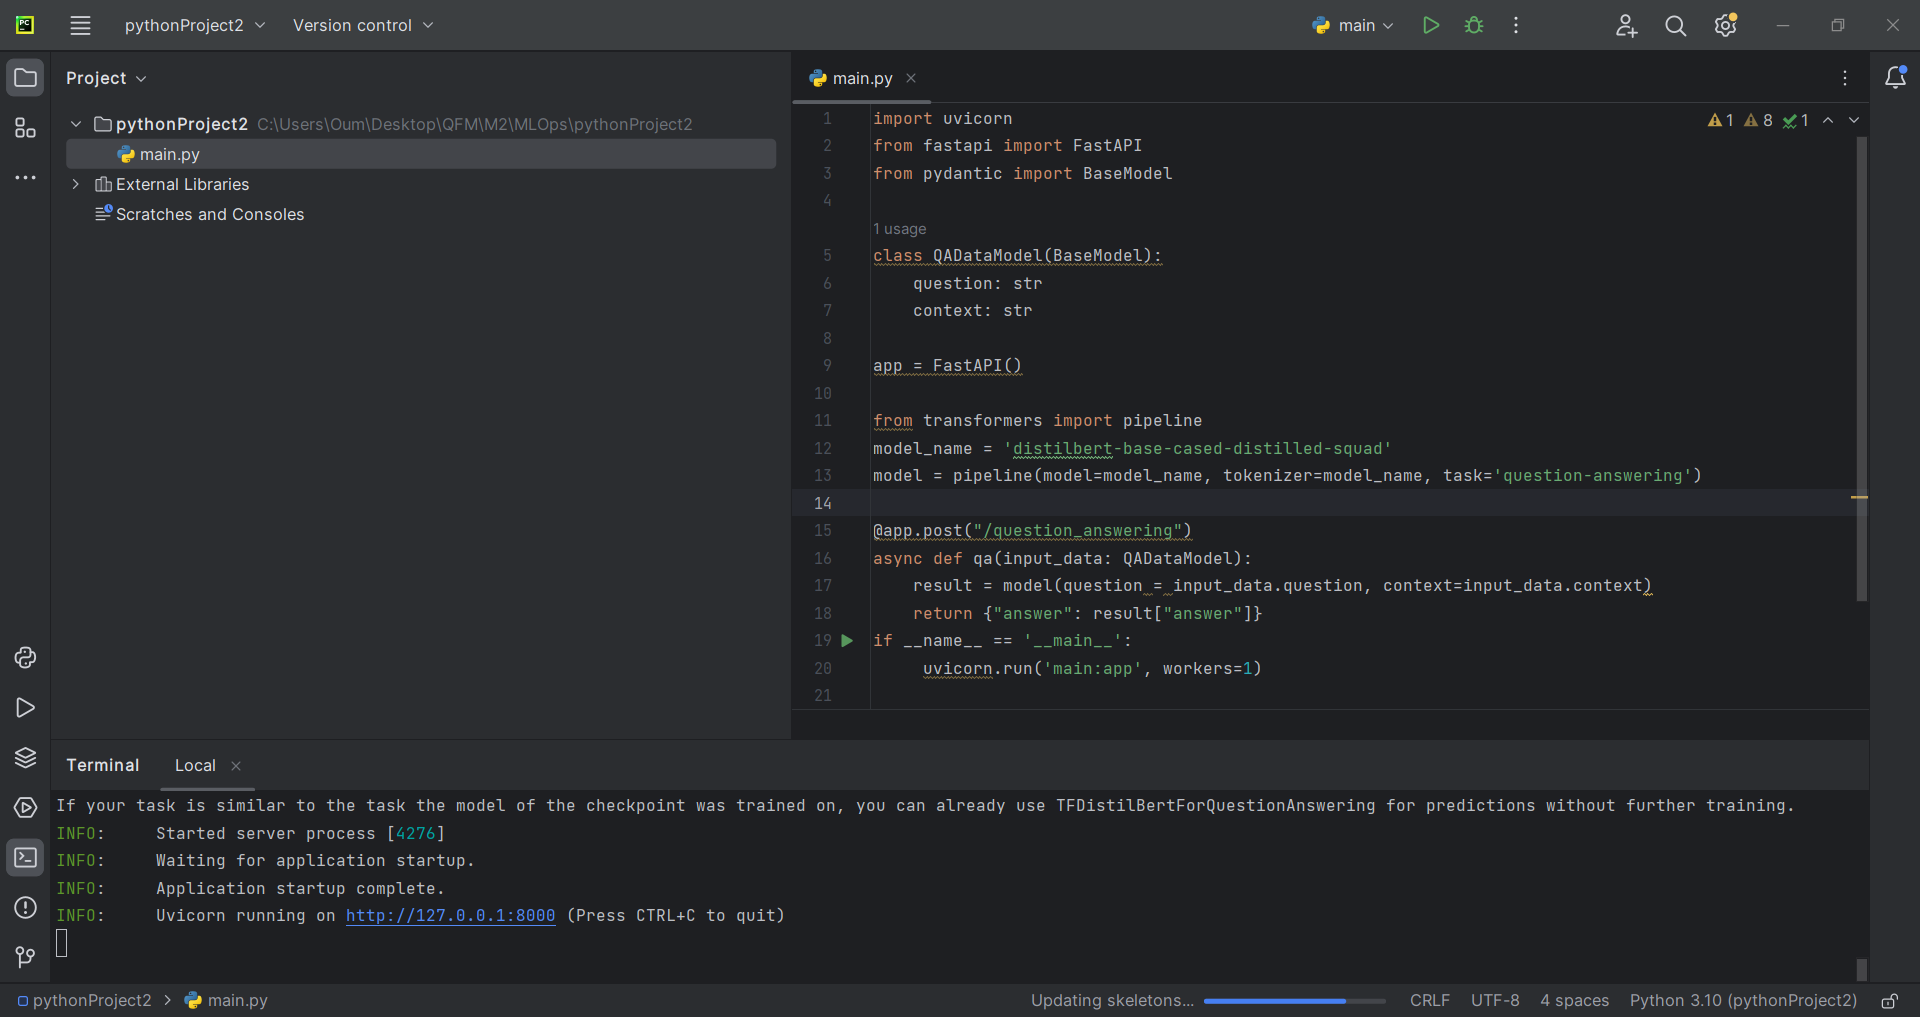 PC
pythonProject2
Version control
main
Project
pythonProject2 C:\Users\Oum\Desktop\QFM\M2\MLOps\pythonProject2
main.py
External Libraries
Scratches and Consoles
main.py
1 import uvicorn
2 from fastapi import FastAPI
3 from pydantic import BaseModel
4
1 usage
5 class QADataModel(BaseModel):
6     question: str
7     context: str
8
9 app = FastAPI()
10
11 from transformers import pipeline
12 model_name = 'distilbert-base-cased-distilled-squad'
13 model = pipeline(model=model_name, tokenizer=model_name, task='question-answering')
14
15 @app.post("/question_answering")
16 async def qa(input_data: QADataModel):
17     result = model(question = input_data.question, context=input_data.context)
18     return {"answer": result["answer"]}
19 if __name__ == '__main__':
20     uvicorn.run('main:app', workers=1)
21
1 8 1
Terminal
Local
If your task is similar to the task the model of the checkpoint was trained on, you can already use TFDistilBertForQuestionAnswering for predictions without further training.
INFO:     Started server process [4276]
INFO:     Waiting for application startup.
INFO:     Application startup complete.
INFO:     Uvicorn running on http://127.0.0.1:8000 (Press CTRL+C to quit)
pythonProject2 > main.py
Updating skeletons...
CRLF
UTF-8
4 spaces
Python 3.10 (pythonProject2)